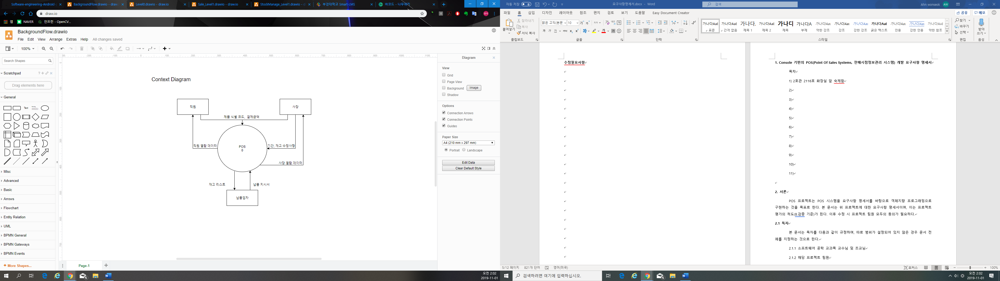 Software-engineering-Android-
BackgroundFlow.drawio - draw
Level0.drawio - draw.io
Sale_Level1.drawio - draw.io
StockManage_Level1.drawio - d
부경대학교 Smart-LMS
바코드 - 나무위키
draw.io
앱
NAVER
인프런 - OpenCV...
BackgroundFlow.drawio
File Edit View Arrange Extras Help All changes saved
100%
Search Shapes
Scratchpad
Drag elements here
General
Text
Misc
Advanced
Basic
Arrows
Flowchart
Entity Relation
UML
BPMN General
BPMN Gateways
BPMN Events
+ More Shapes...
Context Diagram
직원
사장
제품 식별 코드, 결제금액
직원 열람 데이터
POS
0
기간, 재고 수정사항
사장 열람 데이터
재고 리스트
납품 지시서
납품업자
Page-1
Diagram
View
Grid
Page View
Background
Image
Shadow
Options
Connection Arrows
Connection Points
Guides
Paper Size
A4 (210 mm x 297 mm)
Portrait
Landscape
Edit Data
Clear Default Style
오전 2:02
2019-11-01
자동 저장
요구사항명세서.docx - Word
검색
Ahn wonseok
AW
파일 홈 삽입 디자인 레이아웃 참조 편지 검토 보기 도움말 Easy Document Creator
공유
메모
붙여넣기
잘라내기
복사
서식 복사
클립보드
맑은 고딕(본문
10
글꼴
단락
가나다AaE
표준
가나다AaE
간격 없음
가나다,
제목 1
가나다AaE
제목 2
가나디
제목
가나다A
부제
가나다Aa
약한 강조
가나다Aa
강조
가나다Aa
강한 강조
가나다Aa
굵은 텍스트
가나다Aa
인용
가나다Aa
강한 인용
가나다AaE
약한 참조
스타일
찾기
바꾸기
선택
편집
받아
쓰기
음성
수정필요사항
1. Console 기반의 POS(Point Of Sales Systems, 판매시점정보관리 시스템) 개발 요구사항 명세서
목차
1) 2호관 2116호 화장실 앞 숙제함
2)
3)
4)
5)
6)
7)
8)
9)
10)
11)
2. 서론
POS 프로젝트는 POS 시스템을 요구사항 명세서를 바탕으로 객체지향 프로그래밍으로
구현하는 것을 목표로 한다. 본 문서는 위 프로젝트에 대한 요구사항 명세서이며, 이는 프로젝트
평가의 척도(8.검증 기준)가 된다. 이후 수정 시 프로젝트 팀원 모두의 동의가 필요하다.
2.1 독자
본 문서는 독자를 다음과 같이 규정하며, 따로 범위가 설정되어 있지 않은 경우 문서 전
체를 지정하는 것으로 한다.
2.1.1 소프트웨어 공학 교과목 교수님 및 조교님
2.1.2 해당 프로젝트 팀원
5/12 페이지
821개 단어
영어(미국)
포커스
100%
검색하려면 여기에 입력하십시오.
오전 2:02
2019-11-01